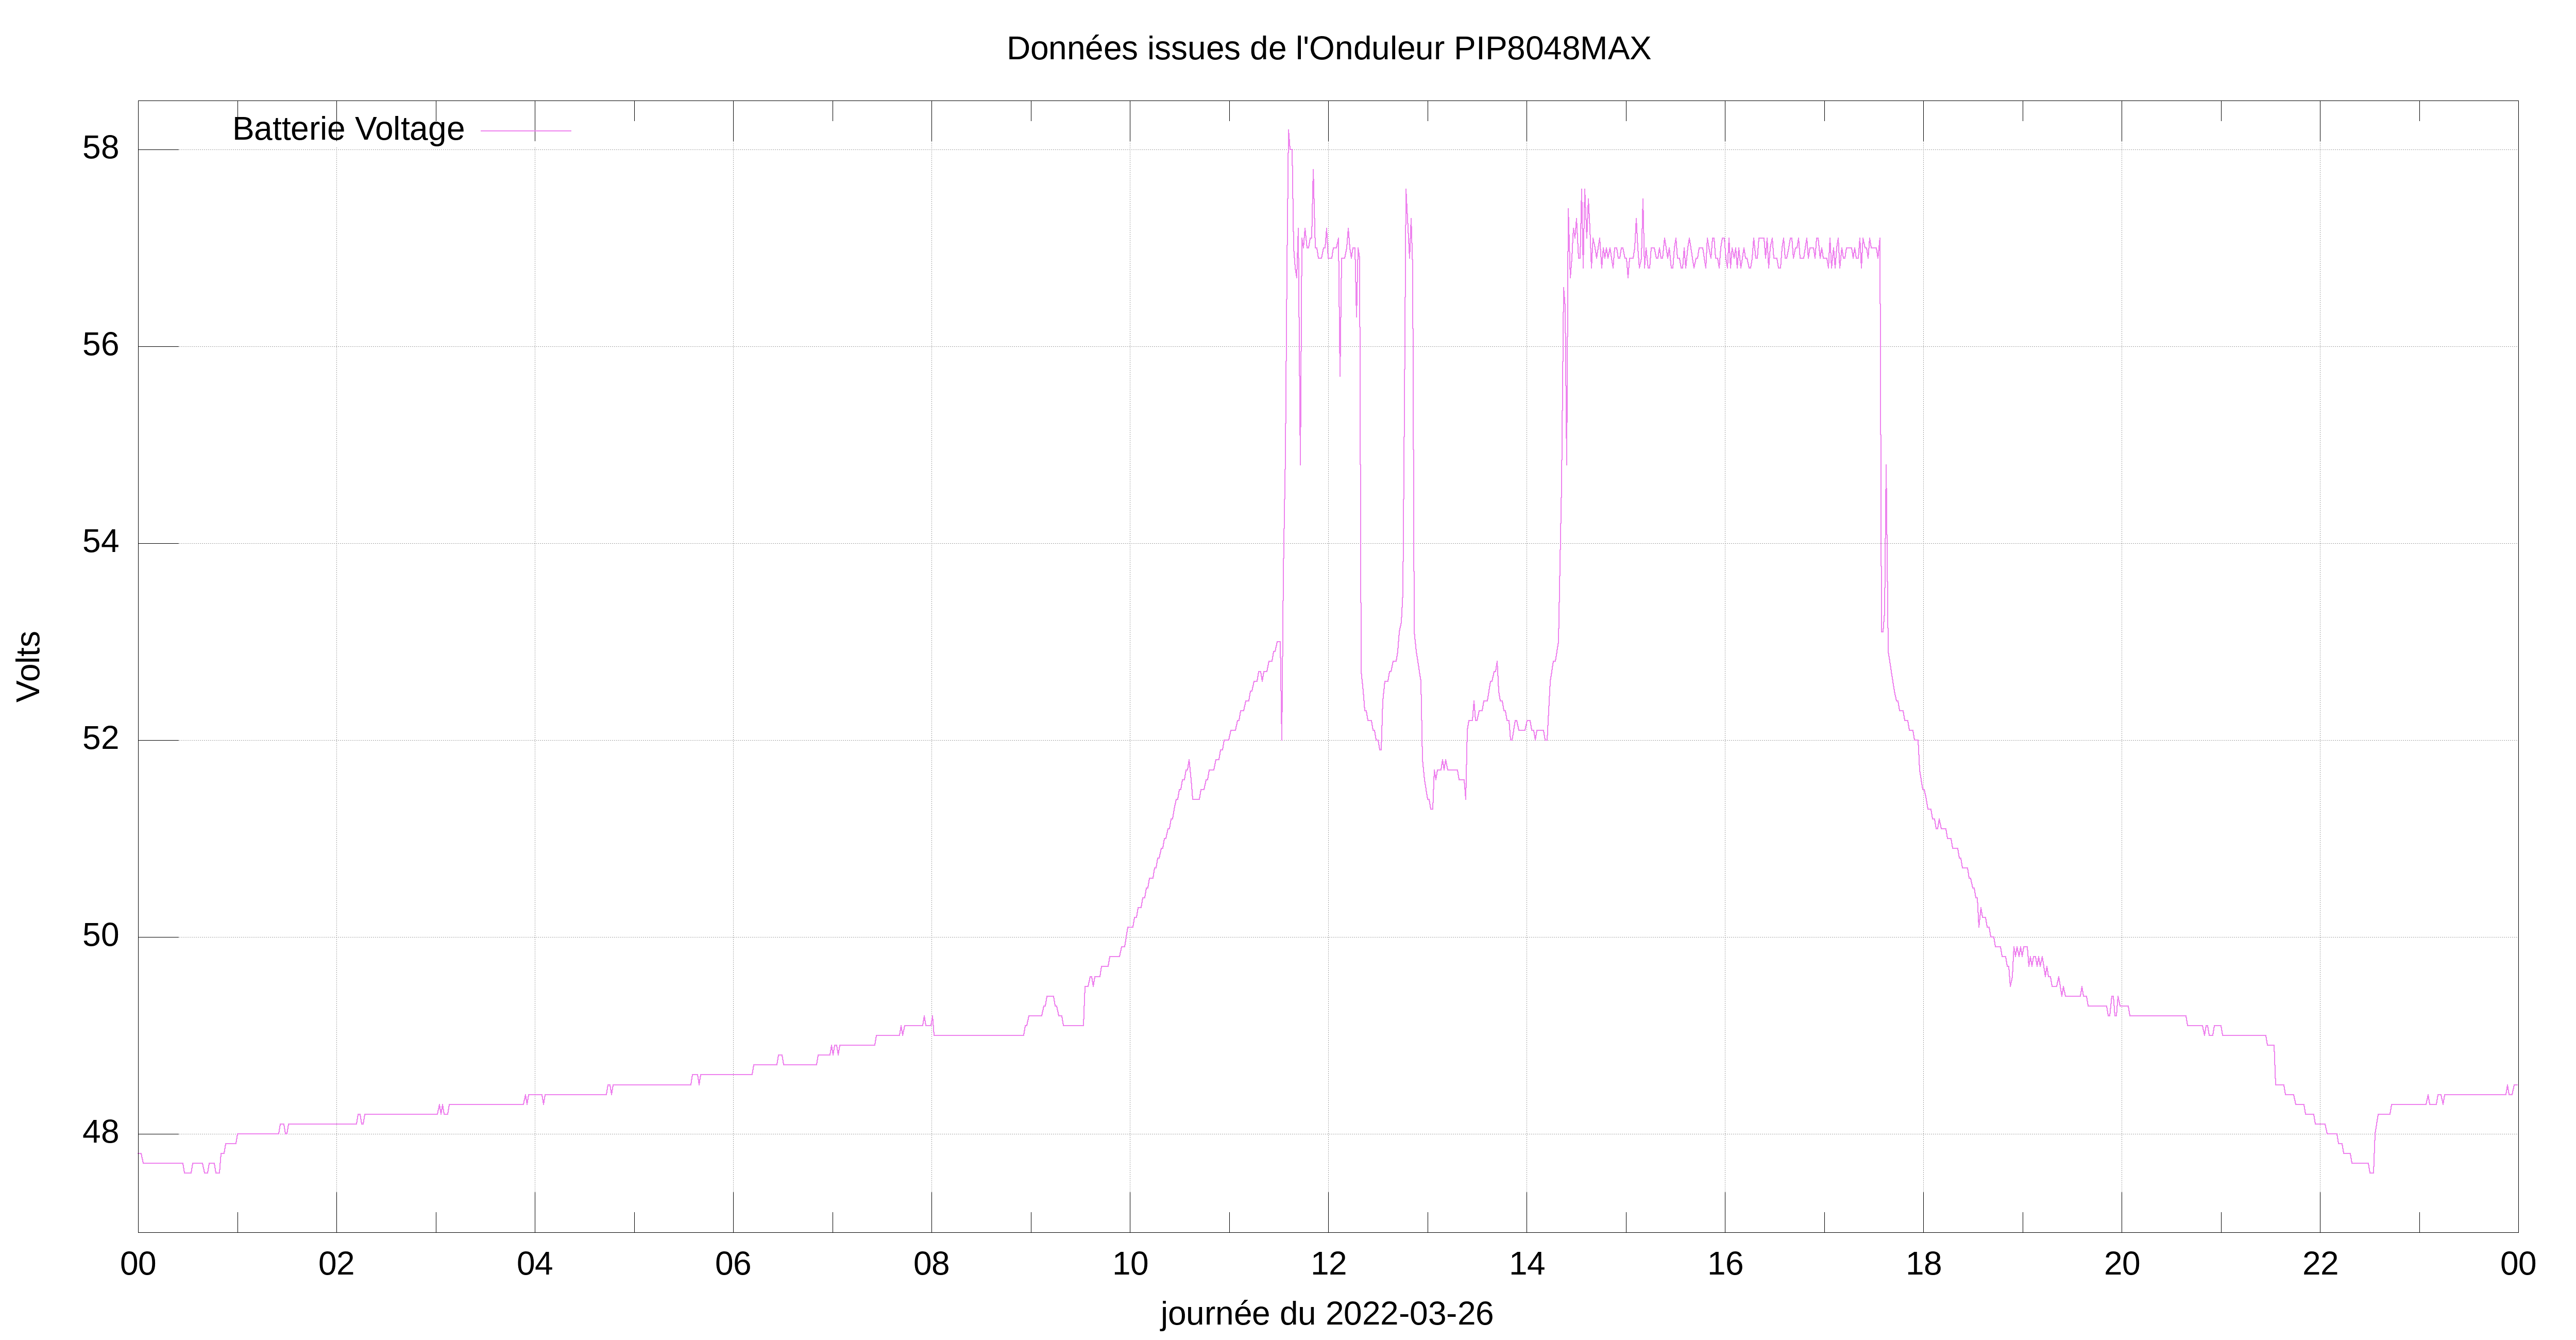 Données issues de l'Onduleur PIP8048MAX
Batterie Voltage
58
56
54
52
50
48
Volts
00 02 04 06 08 10 12 14 16 18 20 22 00
journée du 2022-03-26